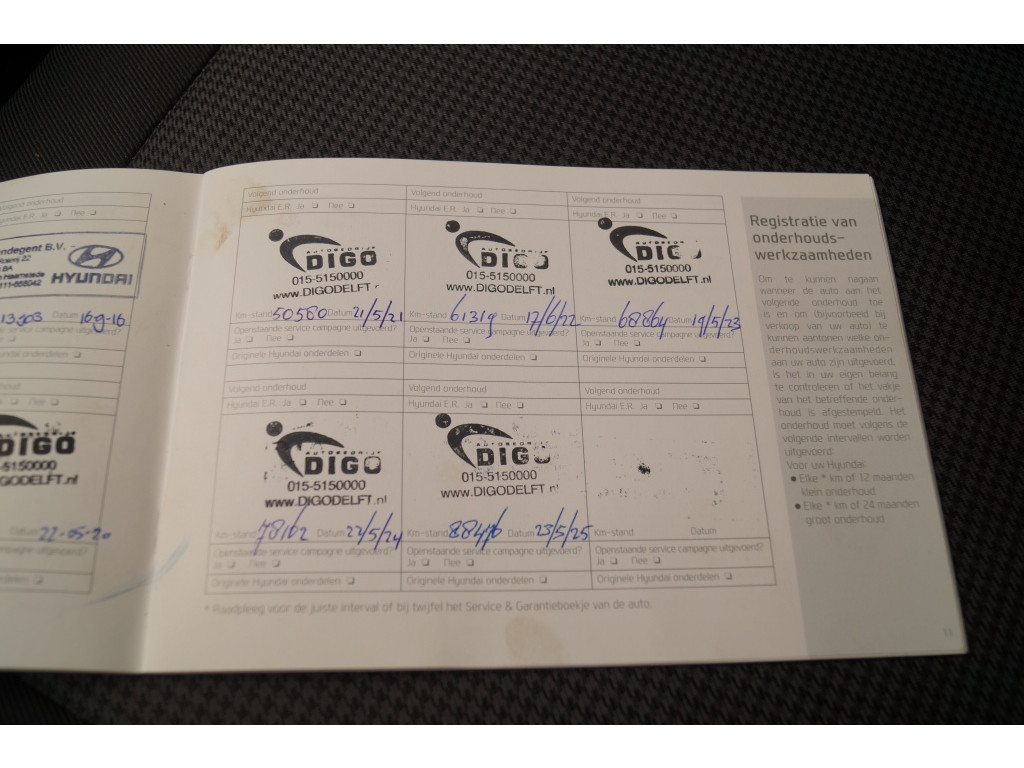 Volgend onderhoud
Hyundai E.R. Ja ❏ Nee ❏
ndegent B.V.
HYUNDAI
13.903 Datum 16-9-16
Originele Hyundai onderdelen ❏
DIGO
5-5150000
GODELFT.nl
Datum 22-05-20
Volgend onderhoud
Hyundai E.R. Ja ❏ Nee ❏
AUTOBEDRIJF
DIGO
015-5150000
WWW.DIGODELFT.
Km-stand 50580 Datum 21/5/21
Openstaande service campagne uitgevoerd?
Ja ❏ Nee ❏
Originele Hyundai onderdelen ❏
Volgend onderhoud
Hyundai E.R. Ja ❏ Nee ❏
AUTOBEDRIJF
DIGO
015-5150000
WWW.DIGODELFT.nl
Km-stand 61319 Datum 17/6/22
Openstaande service campagne uitgevoerd?
Ja ❏ Nee ❏
Originele Hyundai onderdelen ❏
Volgend onderhoud
Hyundai E.R. Ja ❏ Nee ❏
AUTOBEDRIJF
DIGO
015-5150000
WWW.DIGODELFT.nl
Km-stand 68864 Datum 19/5/23
Openstaande service campagne uitgevoerd?
Ja ❏ Nee ❏
Originele Hyundai onderdelen ❏
Volgend onderhoud
Hyundai E.R. Ja ❏ Nee ❏
AUTOBEDRIJF
DIGO
015-5150000
WWW.DIGODELFT.nl
Km-stand 78162 Datum 22/5/24
Openstaande service campagne uitgevoerd?
Ja ❏ Nee ❏
Originele Hyundai onderdelen ❏
Volgend onderhoud
Hyundai E.R. Ja ❏ Nee ❏
AUTOBEDRIJF
DIGO
015-5150000
WWW.DIGODELFT.nl
Km-stand Datum 23/5/25
Openstaande service campagne uitgevoerd?
Ja ❏ Nee ❏
Originele Hyundai onderdelen ❏
Volgend onderhoud
Hyundai E.R. Ja ❏ Nee ❏
Km-stand Datum
Openstaande service campagne uitgevoerd?
Ja ❏ Nee ❏
Originele Hyundai onderdelen ❏
* Raadpleeg voor de juiste interval of bij twijfel het Service & Garantieboekje van de auto.
Registratie van
onderhouds-
werkzaamheden
Om te kunnen nagaan
wanneer de auto aan het
volgende onderhoud toe
is en om (bijvoorbeeld bij
verkoop van uw auto) te
kunnen aantonen welke on-
derhoudswerkzaamheden
aan uw auto zijn uitgevoerd,
is het in uw eigen belang
te controleren of het vakje
van het betreffende onder-
houd is afgestempeld. Het
onderhoud moet volgens de
volgende intervallen worden
uitgevoerd:
Voor uw Hyundai:
● Elke * km of 12 maanden
klein onderhoud
● Elke * km of 24 maanden
groot onderhoud